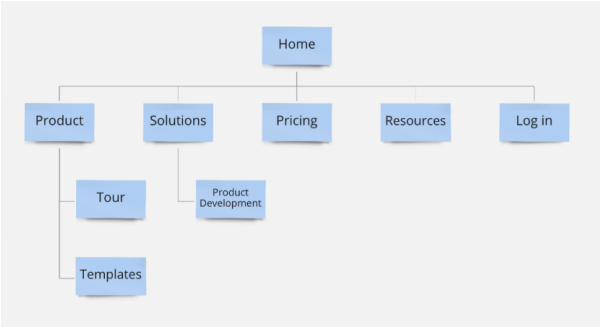 Home
Product
Solutions
Pricing
Resources
Log in
Tour
Product
Development
Templates